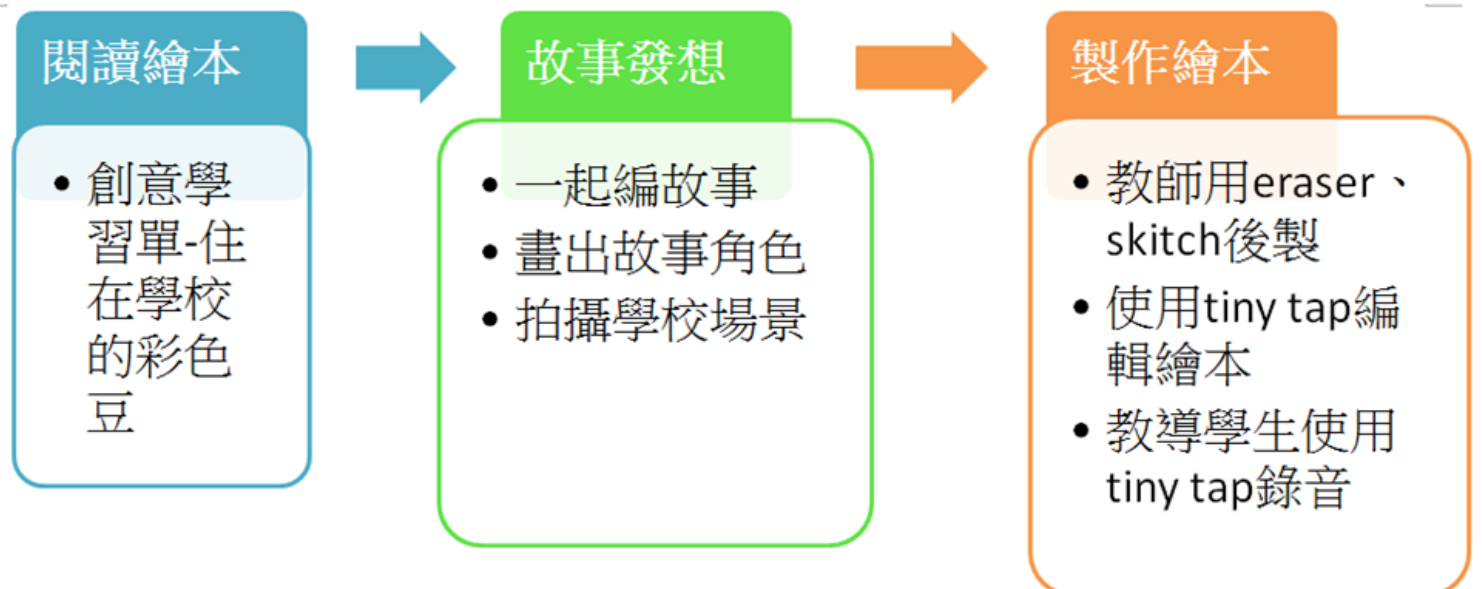 閱讀繪本
• 創意學
習單-住
在學校
的彩色
豆
故事發想
• 一起編故事
• 畫出故事角色
• 拍攝學校場景
製作繪本
• 教師用eraser、
skitch後製
• 使用tiny tap編
輯繪本
• 教導學生使用
tiny tap錄音